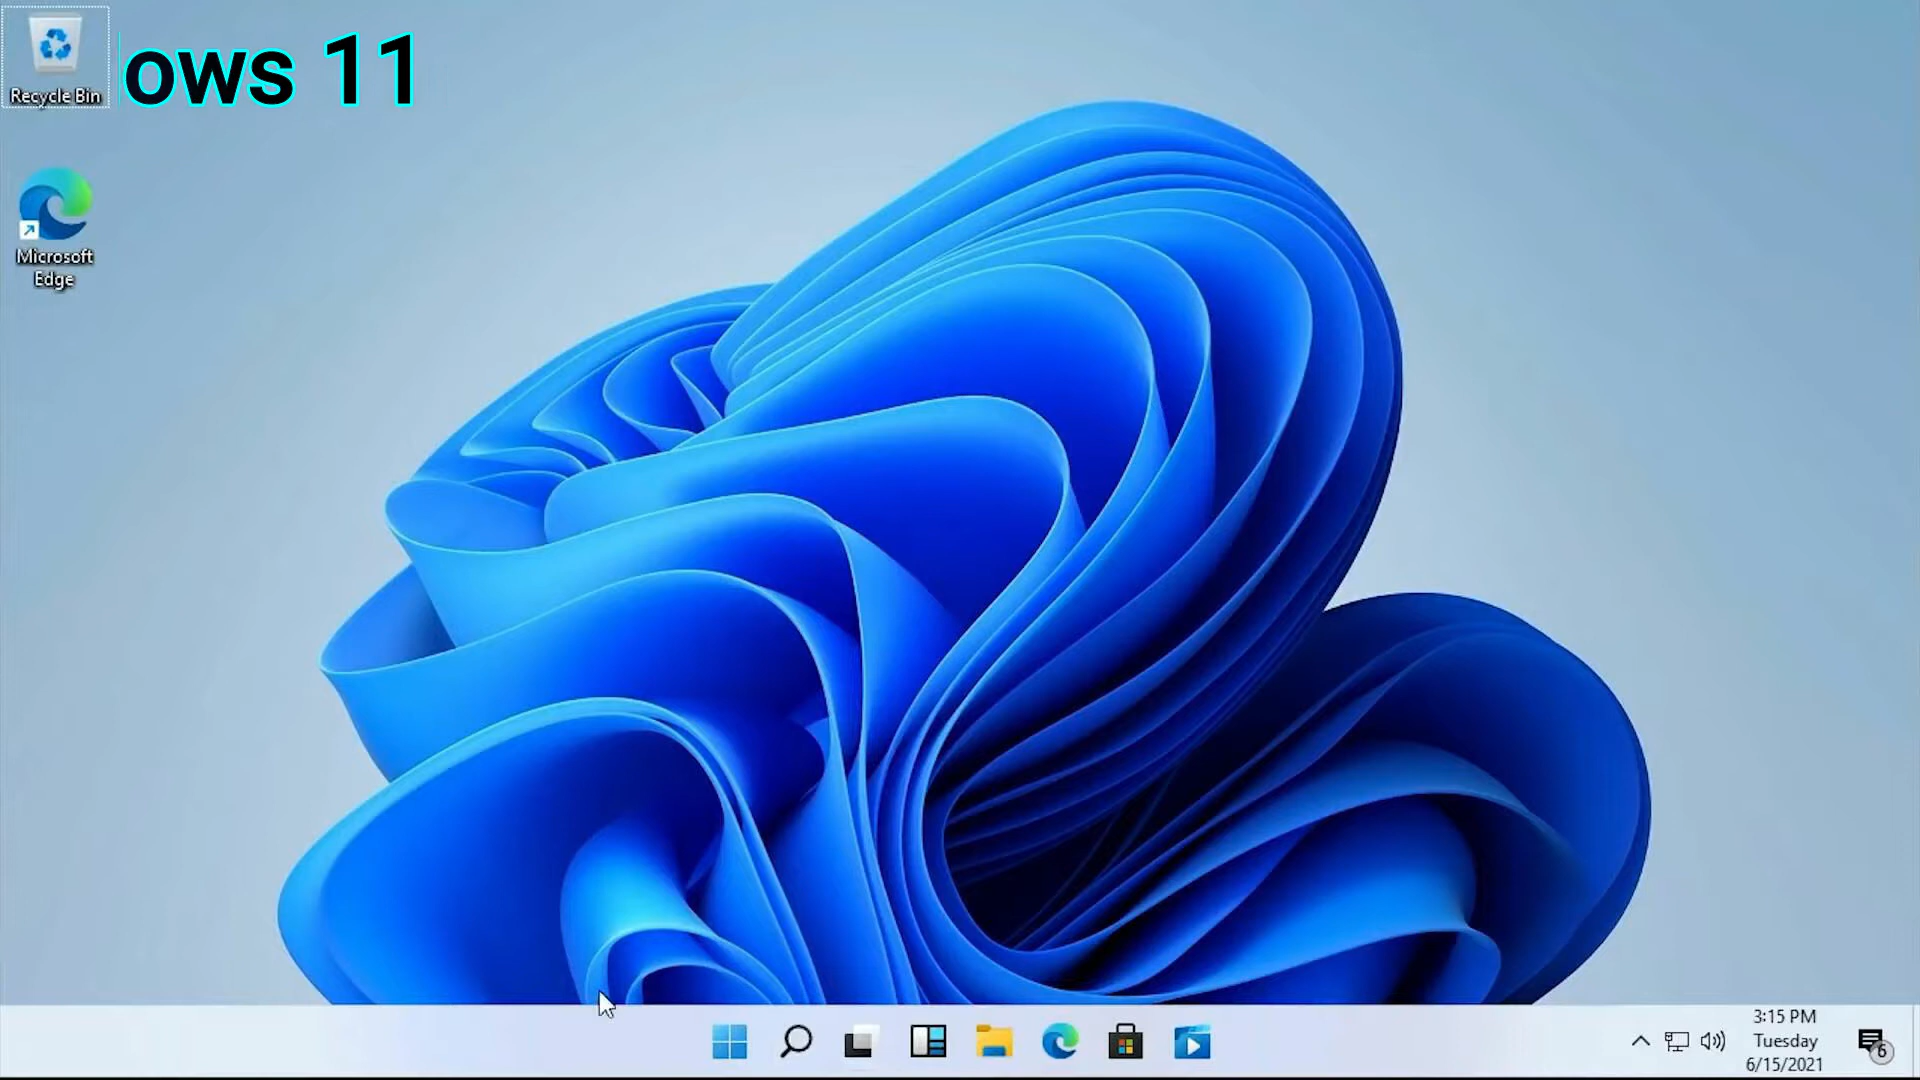 Recycle Bin
ows 11
Microsoft
Edge
3:15 PM
Tuesday
6/15/2021
6